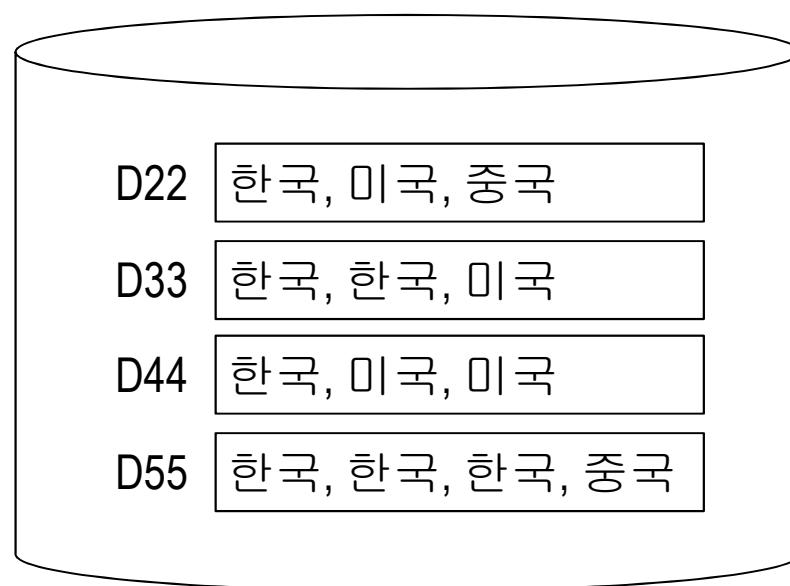 D22 한국, 미국, 중국
D33 한국, 한국, 미국
D44 한국, 미국, 미국
D55 한국, 한국, 한국, 중국